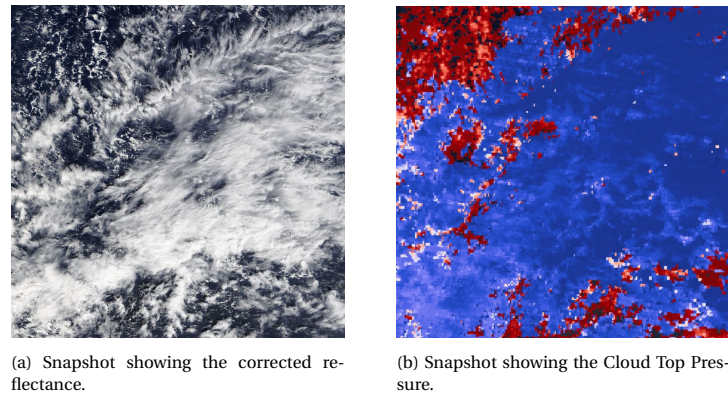 (a) Snapshot showing the corrected re-
flectance.
(b) Snapshot showing the Cloud Top Pres-
sure.